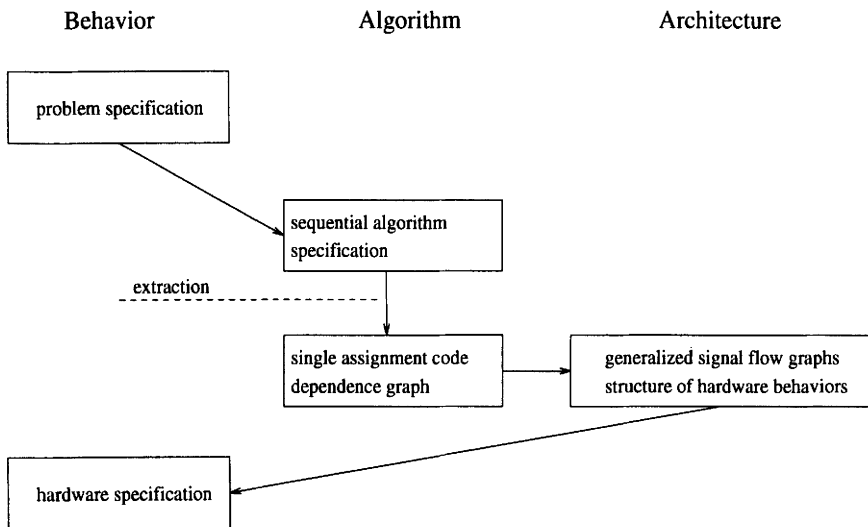 Behavior
Algorithm
Architecture
problem specification
sequential algorithm
specification
extraction
single assignment code
dependence graph
generalized signal flow graphs
structure of hardware behaviors
hardware specification